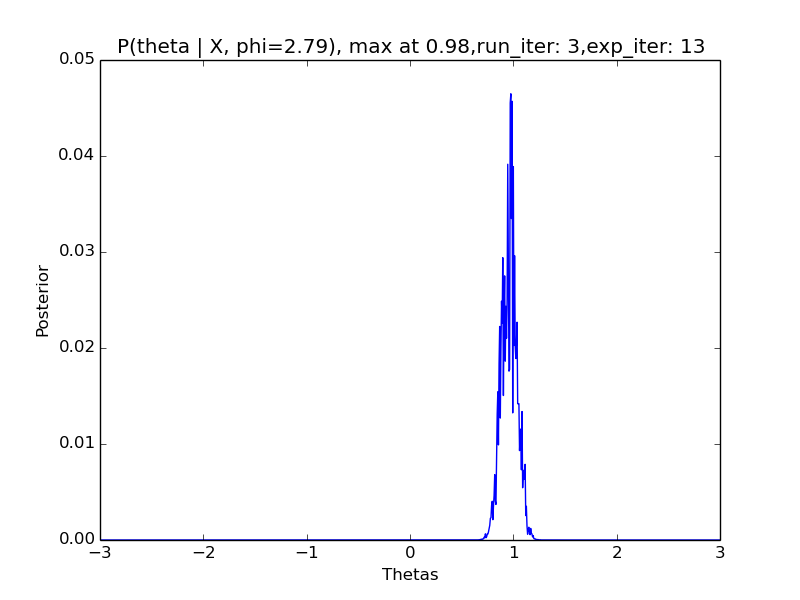 P(theta | X, phi=2.79), max at 0.98,run_iter: 3,exp_iter: 13
0.05
0.04
0.03
0.02
0.01
0.00
Posterior
−3 −2 −1 0 1 2 3
Thetas